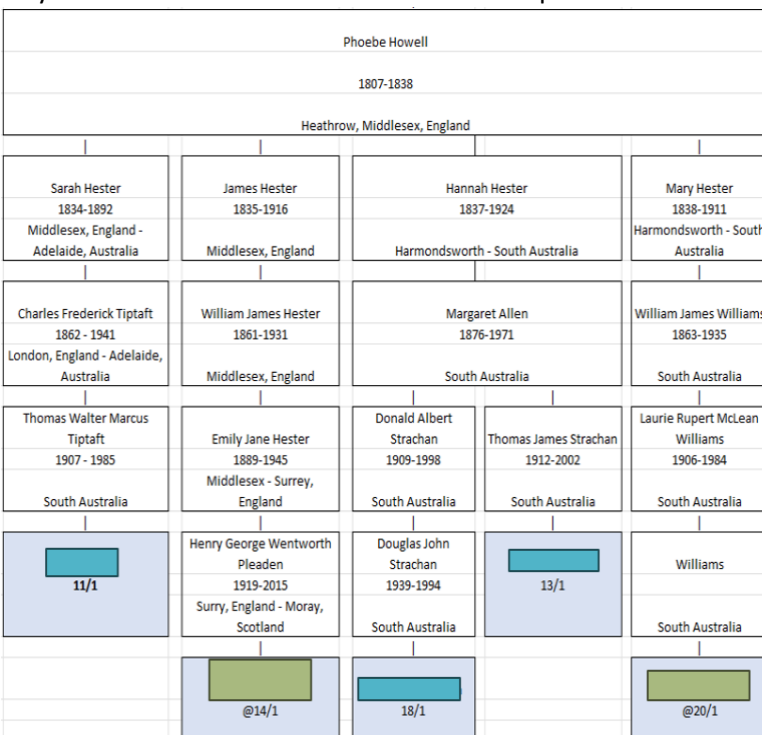 Phoebe Howell
1807-1838
Heathrow, Middlesex, England
Sarah Hester
1834-1892
Middlesex, England -
Adelaide, Australia
James Hester
1835-1916
Middlesex, England
Hannah Hester
1837-1924
Harmondsworth - South Australia
Mary Hester
1838-1911
Harmondsworth - South
Australia
Charles Frederick Tiptaft
1862 - 1941
London, England - Adelaide,
Australia
William James Hester
1861-1931
Middlesex, England
Margaret Allen
1876-1971
South Australia
William James Williams
1863-1935
South Australia
Thomas Walter Marcus
Tiptaft
1907 - 1985
South Australia
Emily Jane Hester
1889-1945
Middlesex - Surrey,
England
Donald Albert
Strachan
1909-1998
South Australia
Thomas James Strachan
1912-2002
South Australia
Laurie Rupert McLean
Williams
1906-1984
South Australia
11/1
Henry George Wentworth
Pleaden
1919-2015
Surry, England - Moray,
Scotland
Douglas John
Strachan
1939-1994
South Australia
13/1
Williams
South Australia
@14/1
18/1
@20/1